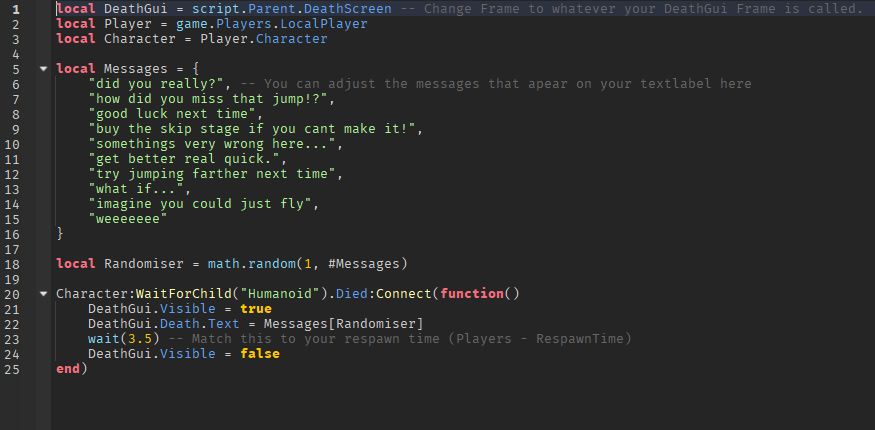 1 local DeathGui = script.Parent.DeathScreen -- Change Frame to whatever your DeathGui Frame is called.
2 local Player = game.Players.LocalPlayer
3 local Character = Player.Character
4
5 local Messages = {
6 "did you really?", -- You can adjust the messages that apear on your textlabel here
7 "how did you miss that jump!?",
8 "good luck next time",
9 "buy the skip stage if you cant make it!",
10 "somethings very wrong here...",
11 "get better real quick.",
12 "try jumping farther next time",
13 "what if...",
14 "imagine you could just fly",
15 "weeeeeee"
16 }
17
18 local Randomiser = math.random(1, #Messages)
19
20 Character:WaitForChild("Humanoid").Died:Connect(function()
21 DeathGui.Visible = true
22 DeathGui.Death.Text = Messages[Randomiser]
23 wait(3.5) -- Match this to your respawn time (Players - RespawnTime)
24 DeathGui.Visible = false
25 end)